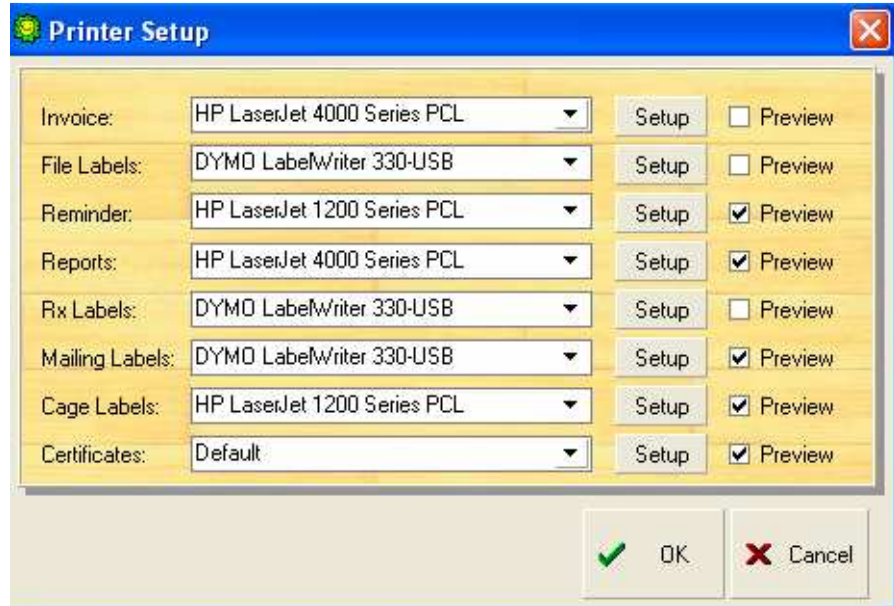 Printer Setup
Invoice: HP LaserJet 4000 Series PCL Setup Preview
File Labels: DYMO LabelWriter 330-USB Setup Preview
Reminder: HP LaserJet 1200 Series PCL Setup Preview
Reports: HP LaserJet 4000 Series PCL Setup Preview
Rx Labels: DYMO LabelWriter 330-USB Setup Preview
Mailing Labels: DYMO LabelWriter 330-USB Setup Preview
Cage Labels: HP LaserJet 1200 Series PCL Setup Preview
Certificates: Default Setup Preview
OK Cancel